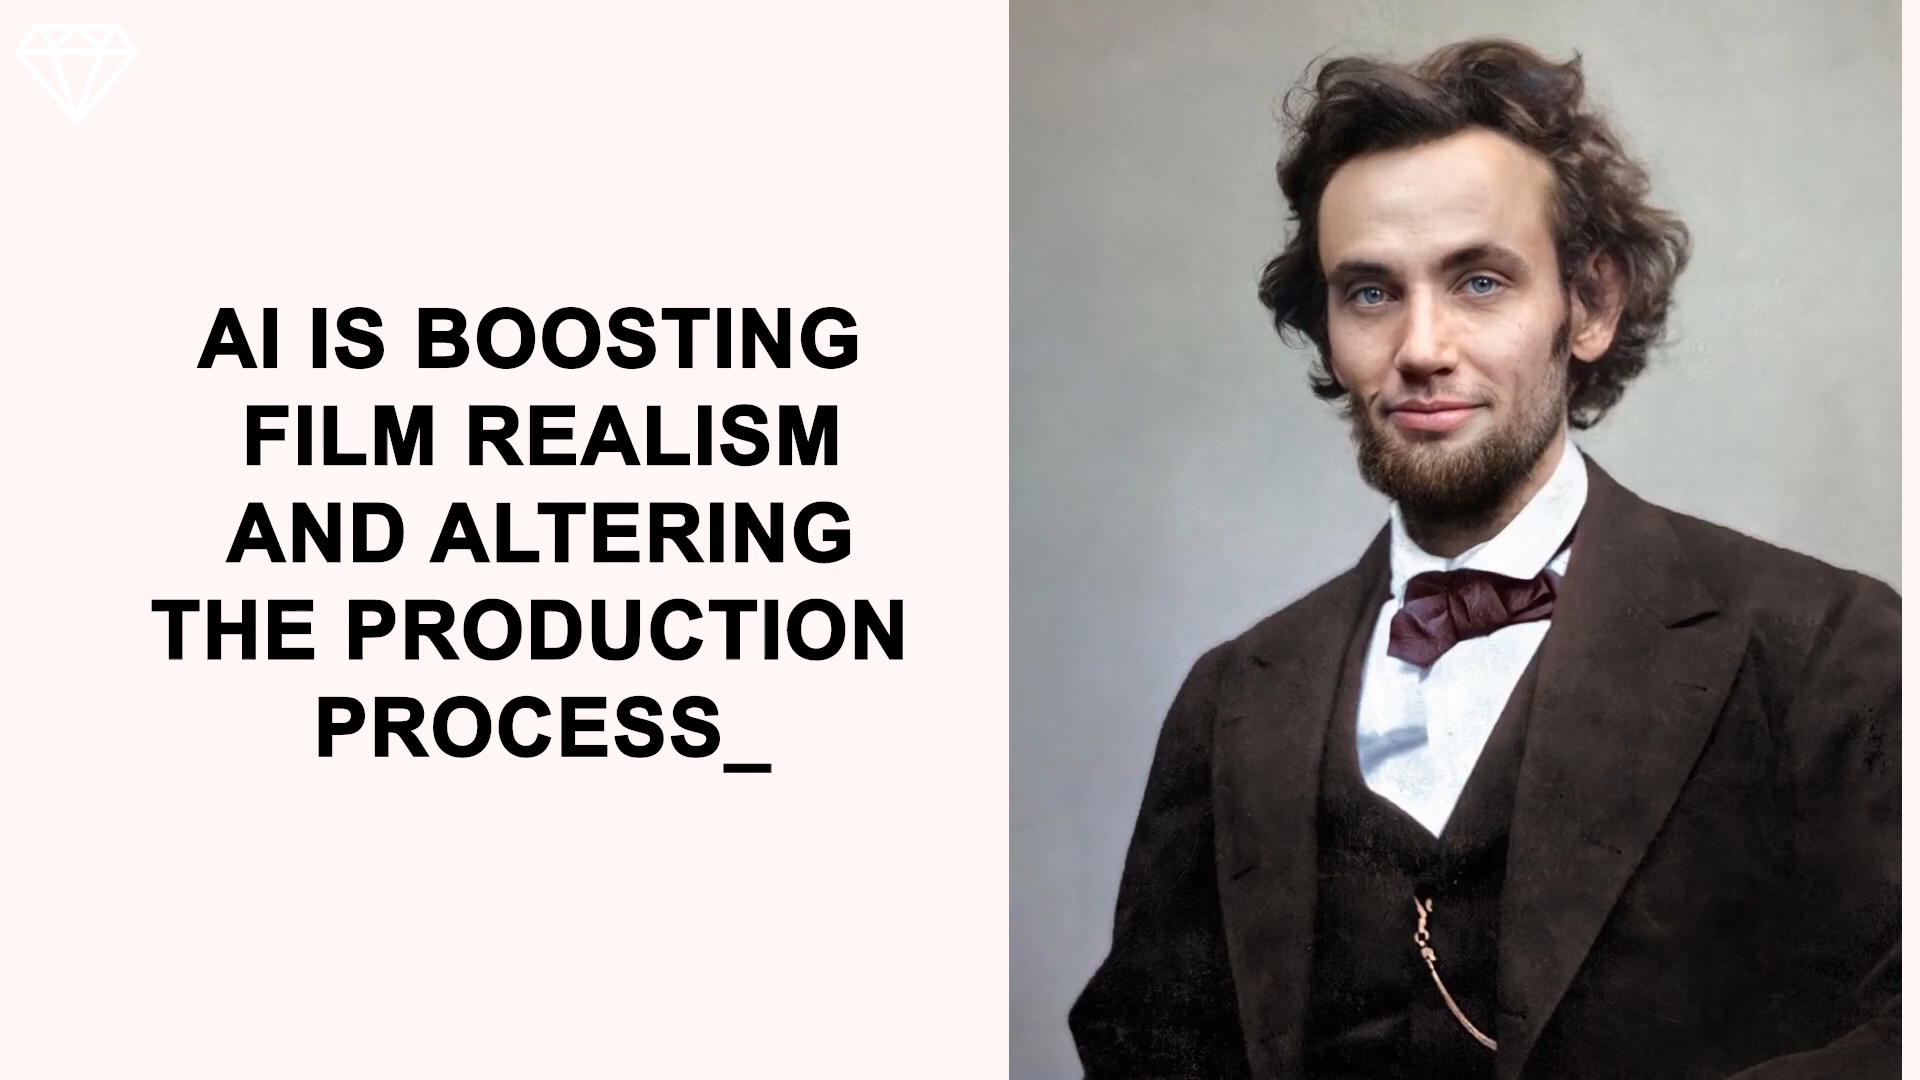 AI IS BOOSTING
FILM REALISM
AND ALTERING
THE PRODUCTION
PROCESS_